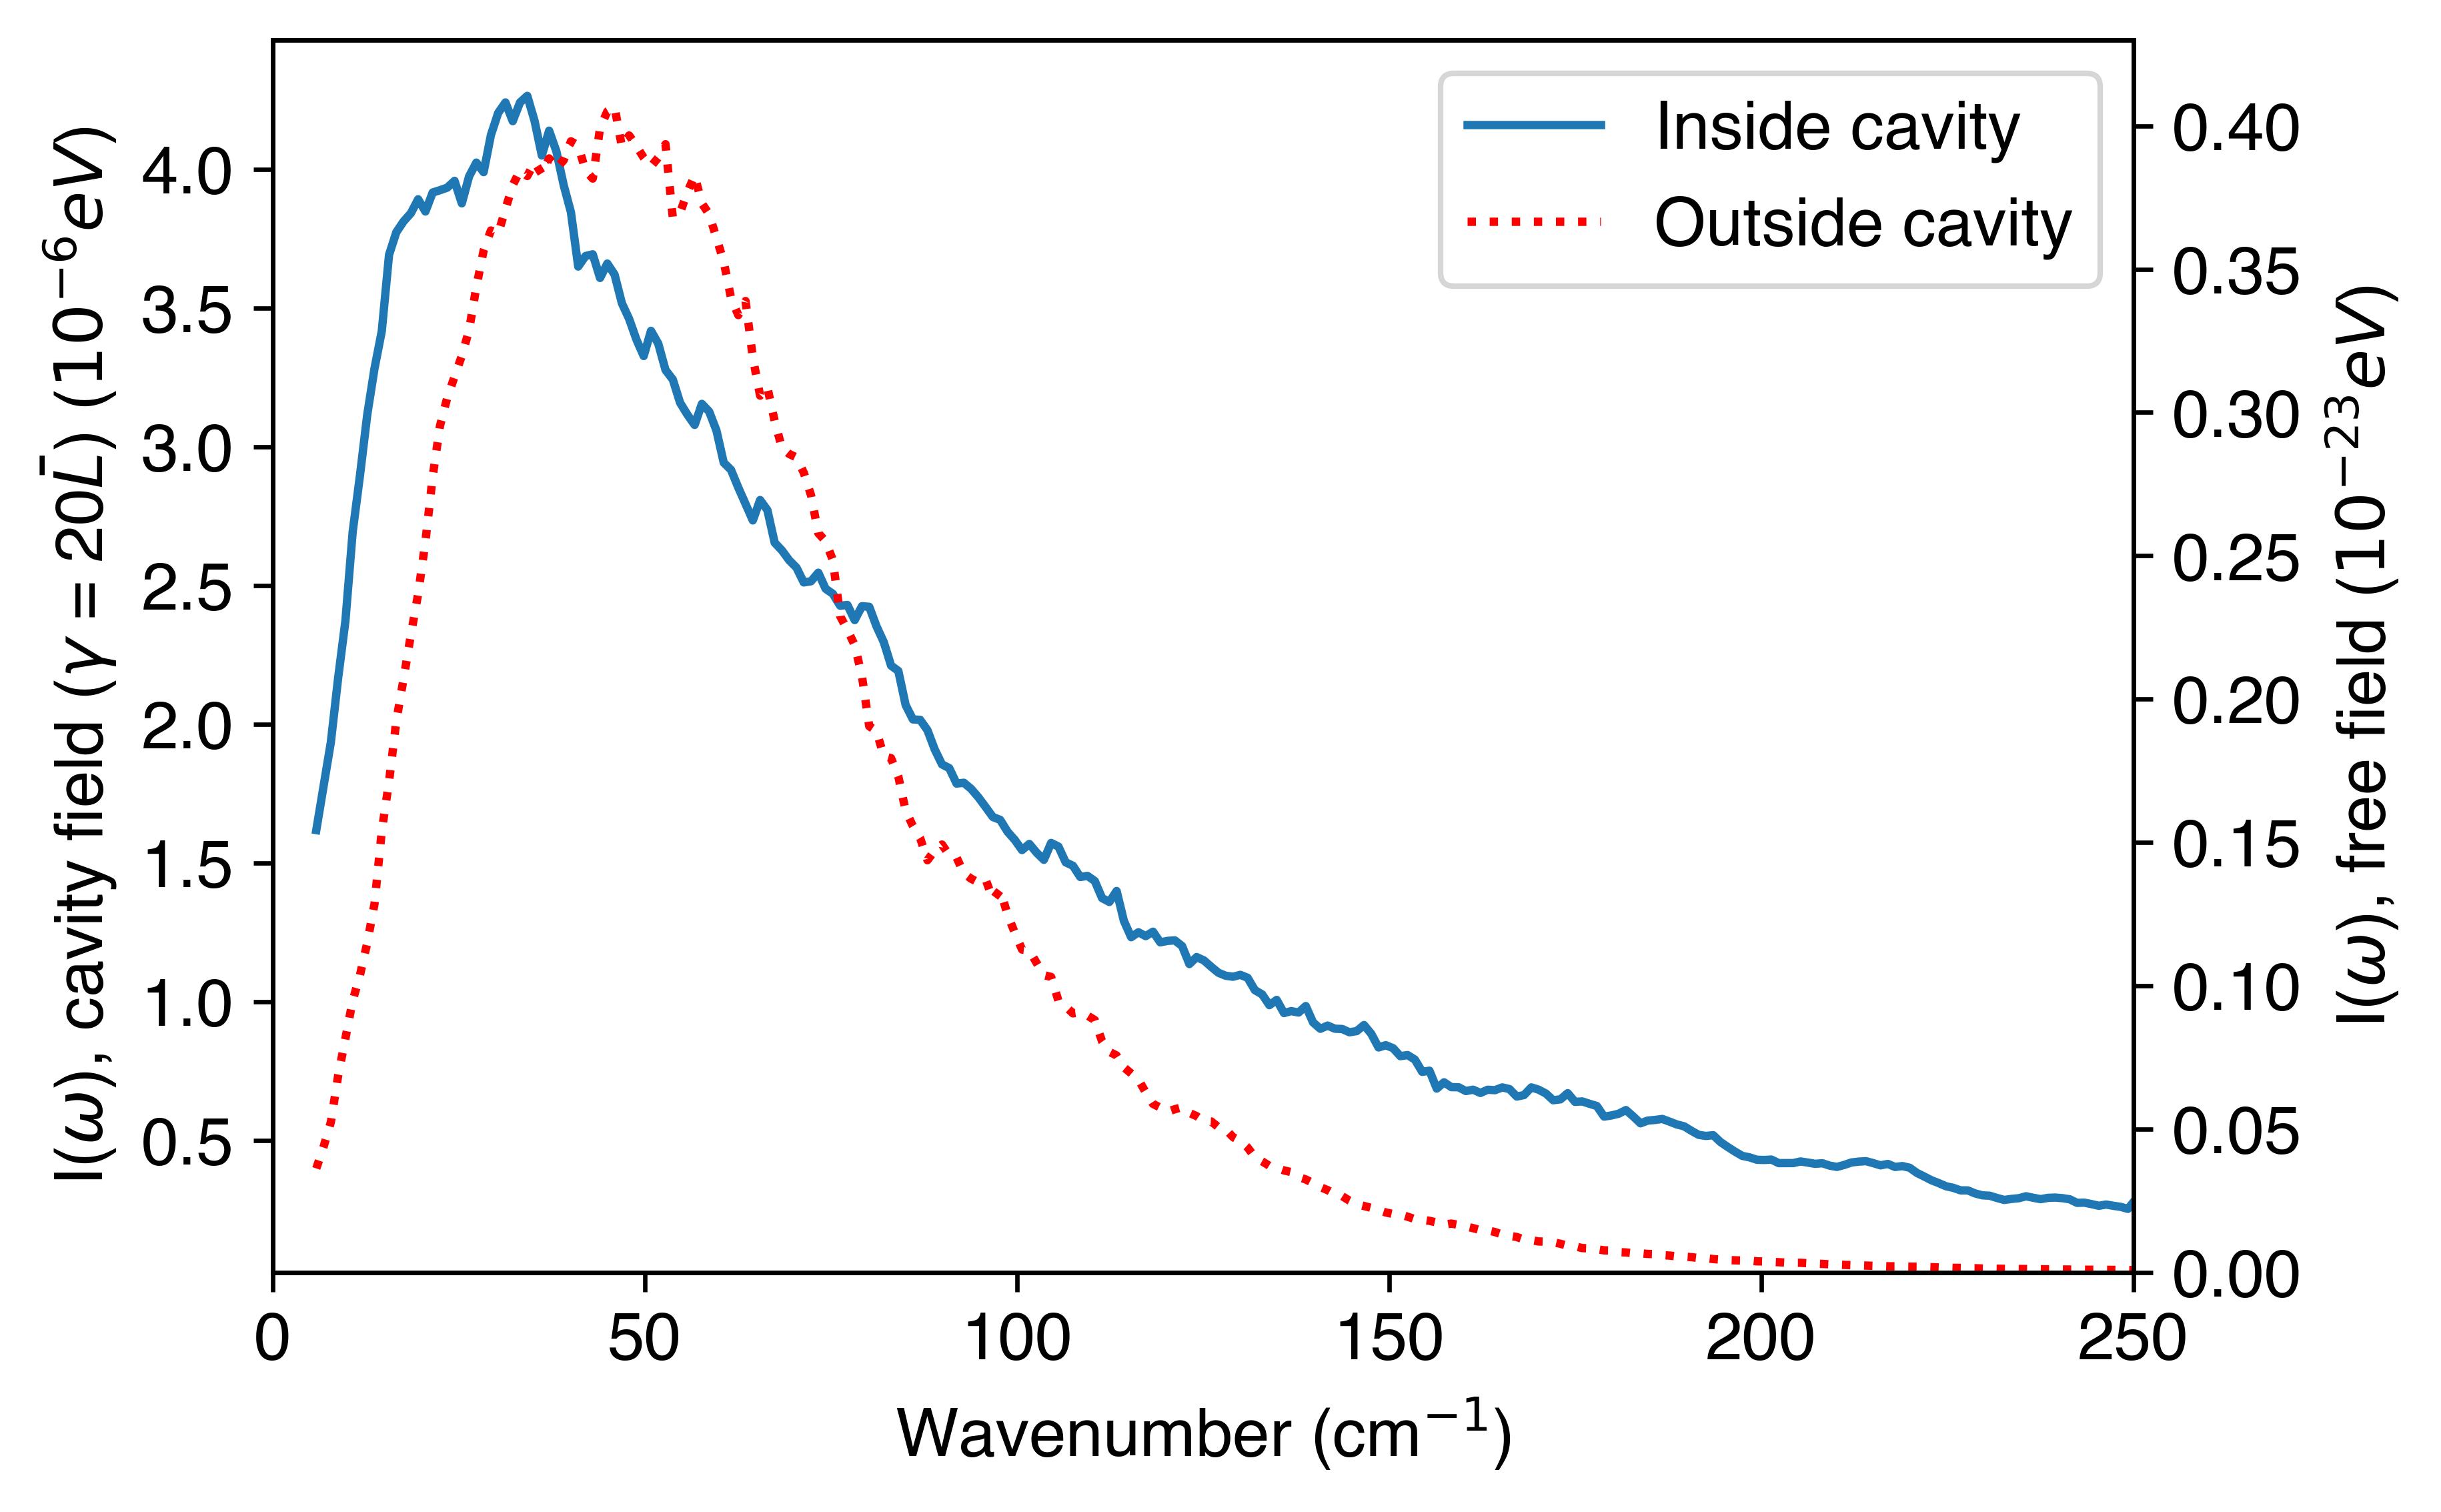 Inside cavity
Outside cavity
I(ω), cavity field (γ = 20L̄) (10⁻⁶eV)
4.0
3.5
3.0
2.5
2.0
1.5
1.0
0.5
0.40
0.35
0.30
0.25
0.20
0.15
0.10
0.05
0.00
I(ω), free field (10⁻²³eV)
0 50 100 150 200 250
Wavenumber (cm⁻¹)